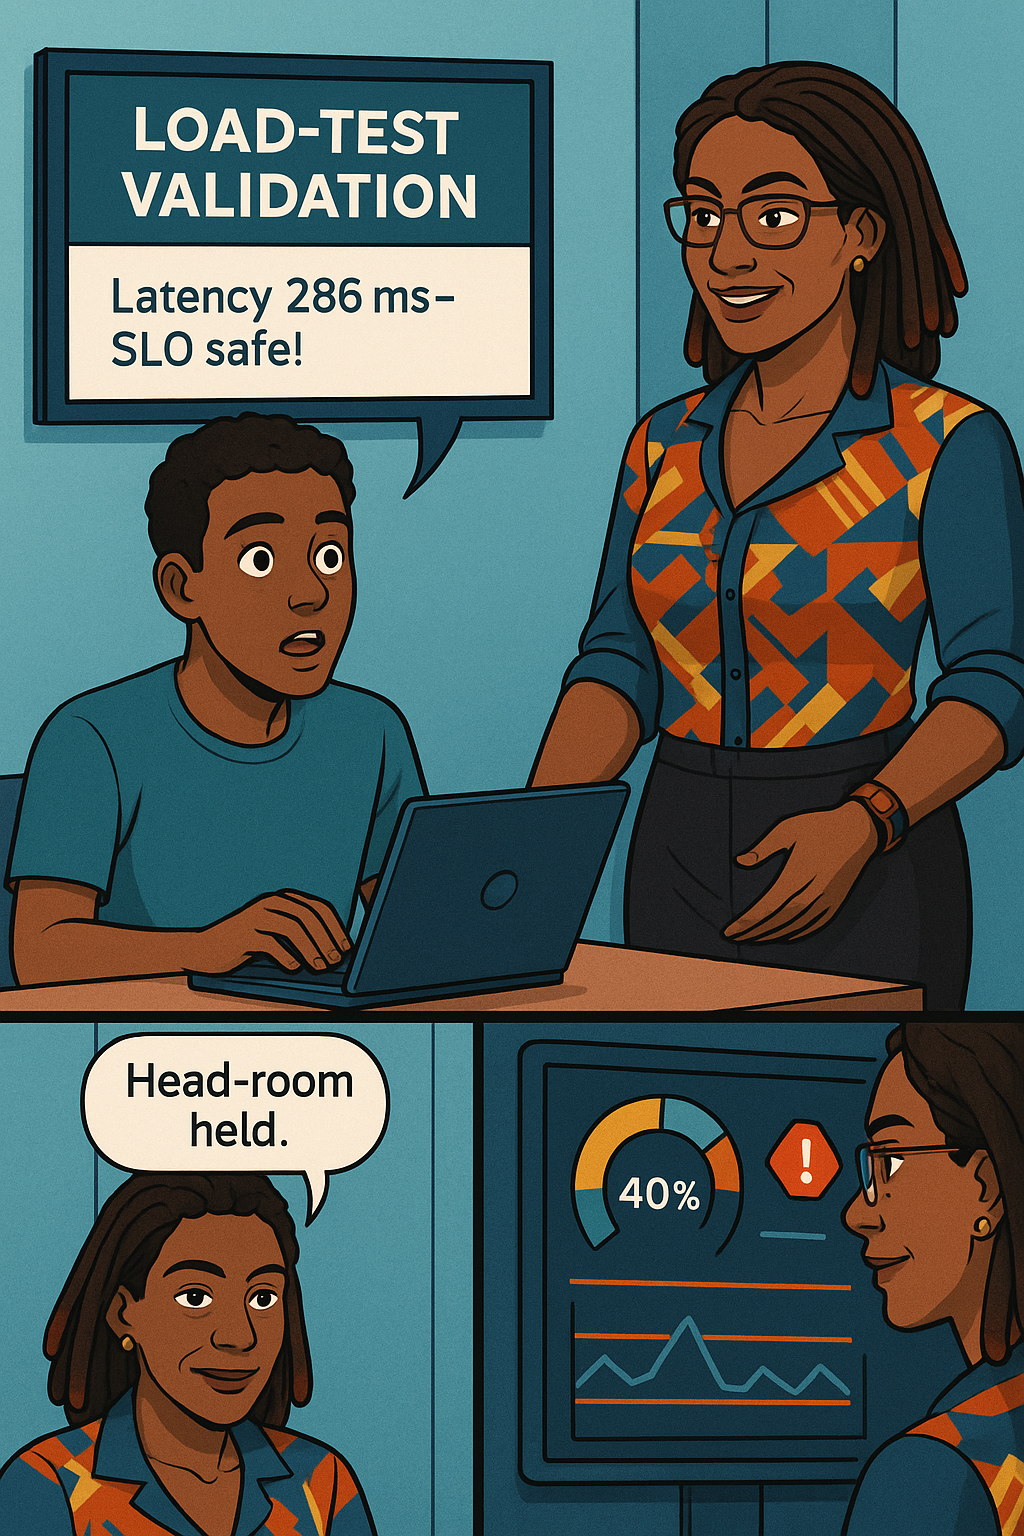 LOAD-TEST
VALIDATION
Latency 286 ms–
SLO safe!
Head-room
held.
40%
!